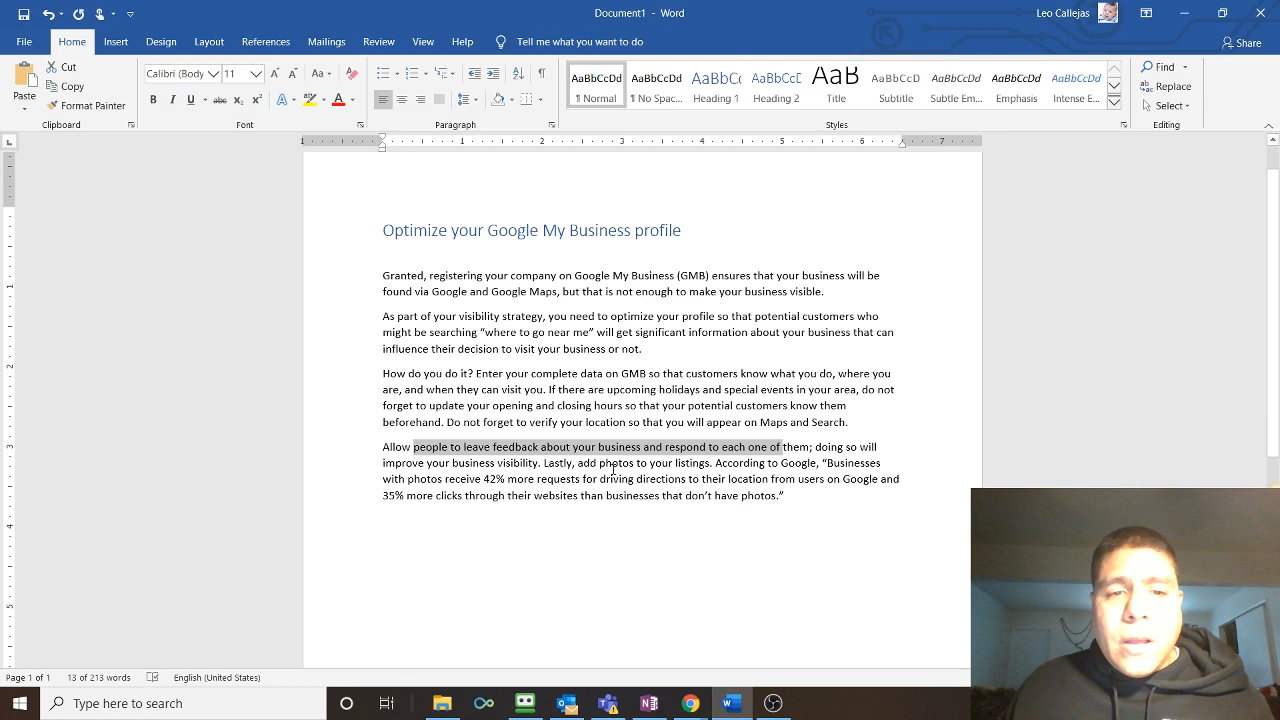 Document1 - Word
Leo Callejas
File Home Insert Design Layout References Mailings Review View Help Tell me what you want to do
Share
Paste
Cut
Copy
Format Painter
Clipboard
Calibri (Body 11
Font
Paragraph
AaBbCcDd AaBbCcDd AaBbCc AaBbCcD AaB AaBbCcD AaBbCcDd AaBbCcDd AaBbCcDd
¶ Normal ¶ No Spac... Heading 1 Heading 2 Title Subtitle Subtle Em... Emphasis Intense E...
Styles
Find
Replace
Select
Editing
1 1 2 3 4 5 6 7
Optimize your Google My Business profile
Granted, registering your company on Google My Business (GMB) ensures that your business will be
found via Google and Google Maps, but that is not enough to make your business visible.
As part of your visibility strategy, you need to optimize your profile so that potential customers who
might be searching “where to go near me” will get significant information about your business that can
influence their decision to visit your business or not.
How do you do it? Enter your complete data on GMB so that customers know what you do, where you
are, and when they can visit you. If there are upcoming holidays and special events in your area, do not
forget to update your opening and closing hours so that your potential customers know them
beforehand. Do not forget to verify your location so that you will appear on Maps and Search.
Allow people to leave feedback about your business and respond to each one of them; doing so will
improve your business visibility. Lastly, add photos to your listings. According to Google, “Businesses
with photos receive 42% more requests for driving directions to their location from users on Google and
35% more clicks through their websites than businesses that don’t have photos.”
1
2
3
4
5
Page 1 of 1 13 of 213 words English (United States)
Type here to search